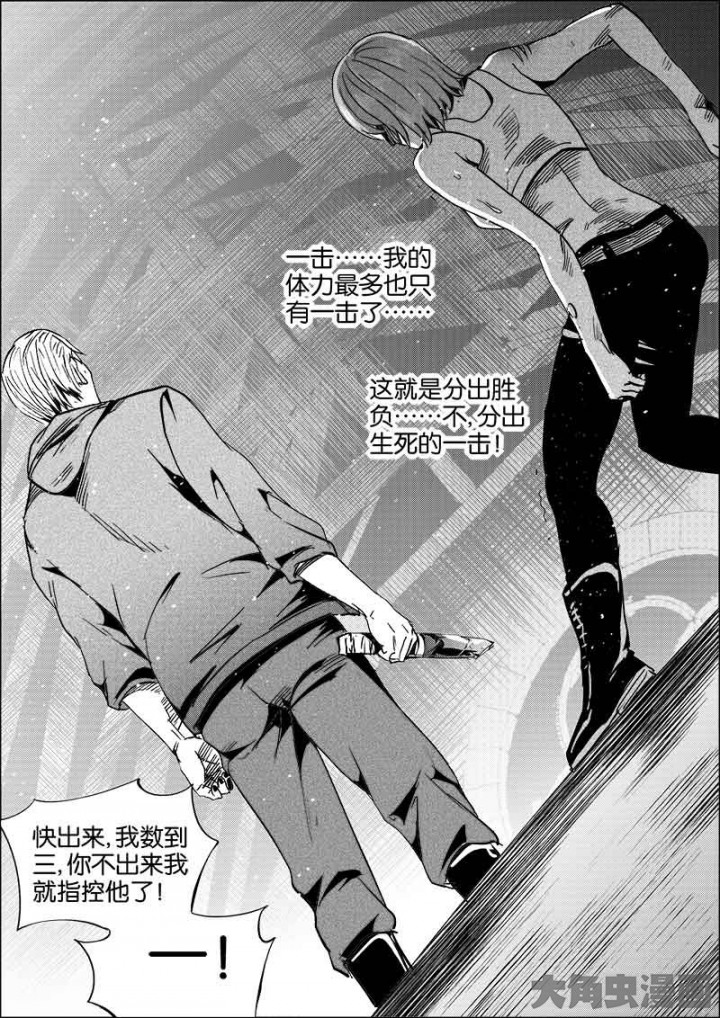 一击……我的
体力最多也只
有一击了……
这就是分出胜
负……不,分出
生死的一击！
快出来,我数到
三,你不出来我
就指控他了！
一！
大角虫漫画